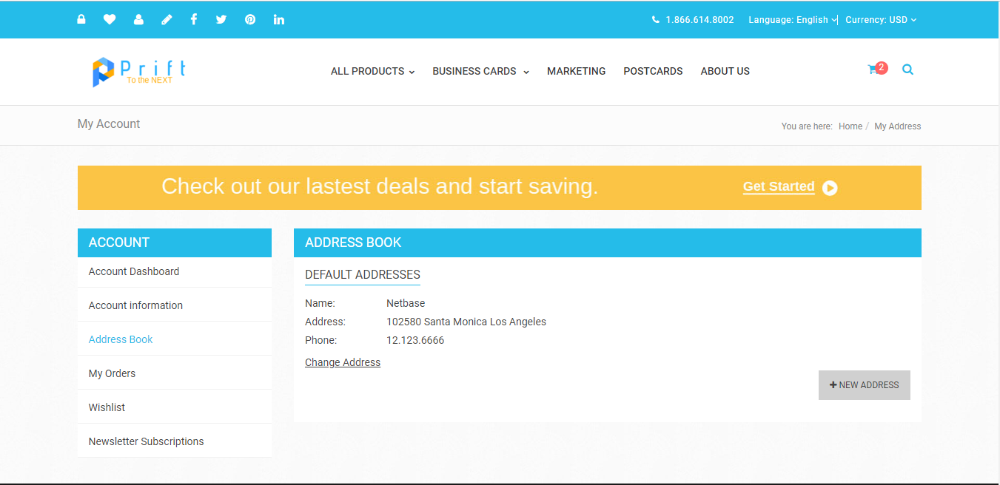 1.866.614.8002 Language: English Currency: USD
Prift
To the NEXT
ALL PRODUCTS BUSINESS CARDS MARKETING POSTCARDS ABOUT US 2
My Account
You are here: Home / My Address
Check out our lastest deals and start saving. Get Started
ACCOUNT
Account Dashboard
Account information
Address Book
My Orders
Wishlist
Newsletter Subscriptions
ADDRESS BOOK
DEFAULT ADDRESSES
Name: Netbase
Address: 102580 Santa Monica Los Angeles
Phone: 12.123.6666
Change Address
NEW ADDRESS